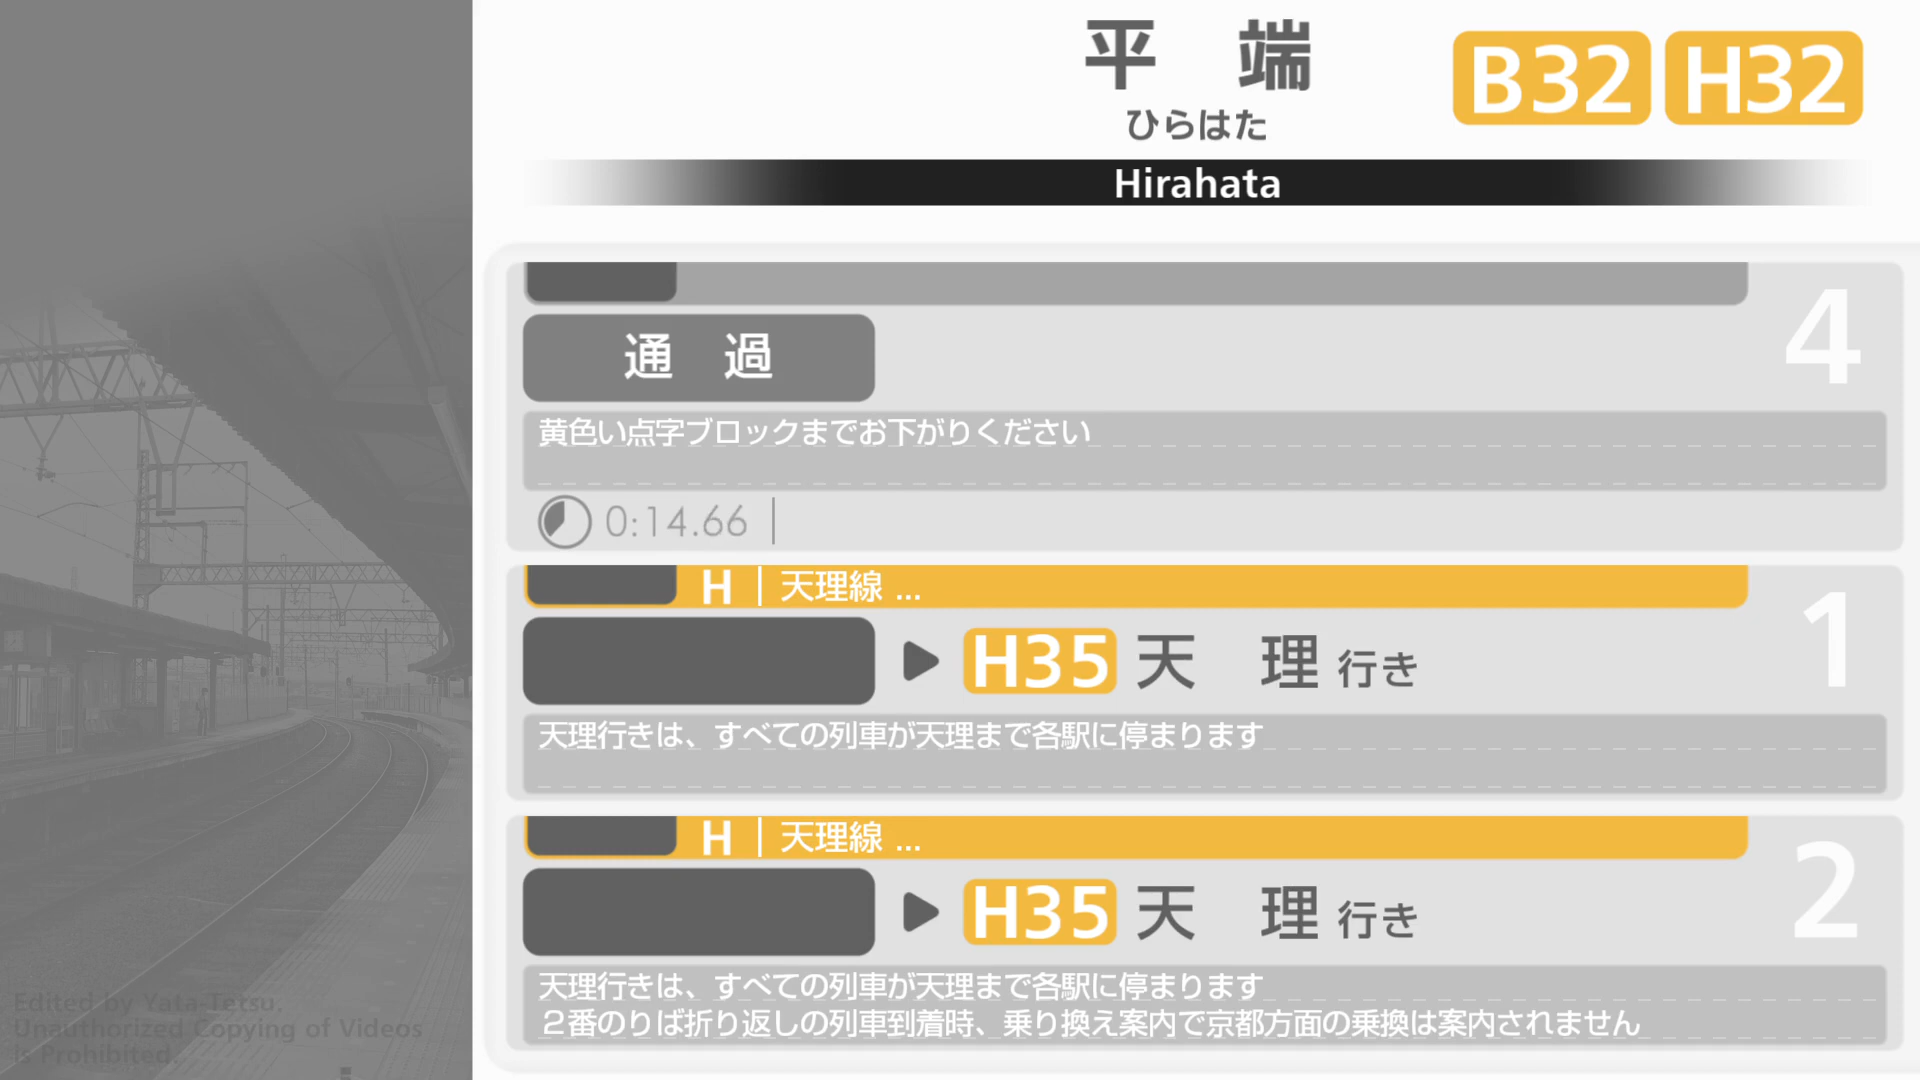 平　端
ひらはた
Hirahata
B32 H32
4
通　過
黄色い点字ブロックまでお下がりください
0:14.66
H | 天理線 ...
1
▶ H35 天　理 行き
天理行きは、すべての列車が天理まで各駅に停まります
H | 天理線 ...
2
▶ H35 天　理 行き
天理行きは、すべての列車が天理まで各駅に停まります
２番のりば折り返しの列車到着時、乗り換え案内で京都方面の乗換は案内されません
Edited by Yata-Tetsu.
Unauthorized Copying of Videos
is Prohibited.